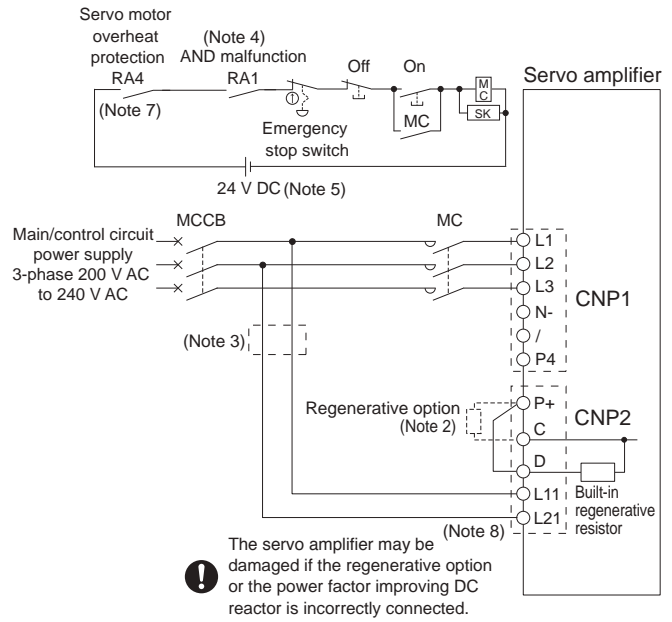 Servo motor
overheat
protection
RA4
(Note 7)
(Note 4)
AND malfunction
RA1
Emergency
stop switch
Off
On
MC
M
C
SK
24 V DC (Note 5)
Servo amplifier
Main/control circuit
power supply
3-phase 200 V AC
to 240 V AC
MCCB
MC
L1
L2
L3
N-
/
P4
CNP1
(Note 3)
Regenerative option
(Note 2)
P+
C
D
L11
L21
CNP2
Built-in
regenerative
resistor
(Note 8)
The servo amplifier may be
damaged if the regenerative option
or the power factor improving DC
reactor is incorrectly connected.